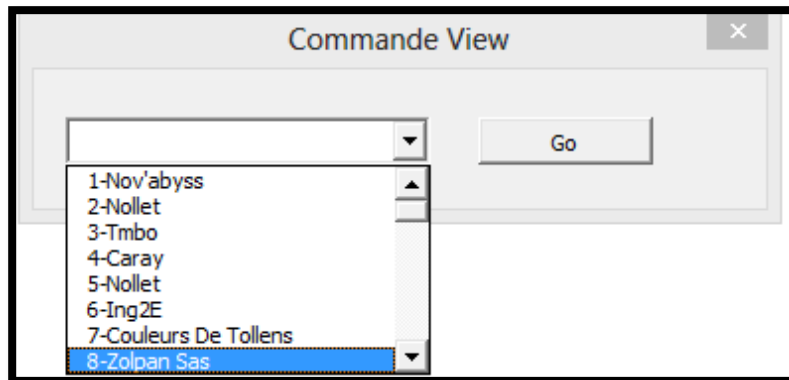 Commande View
Go
1-Nov'abyss
2-Nollet
3-Tmbo
4-Caray
5-Nollet
6-Ing2E
7-Couleurs De Tollens
8-Zolpan Sas